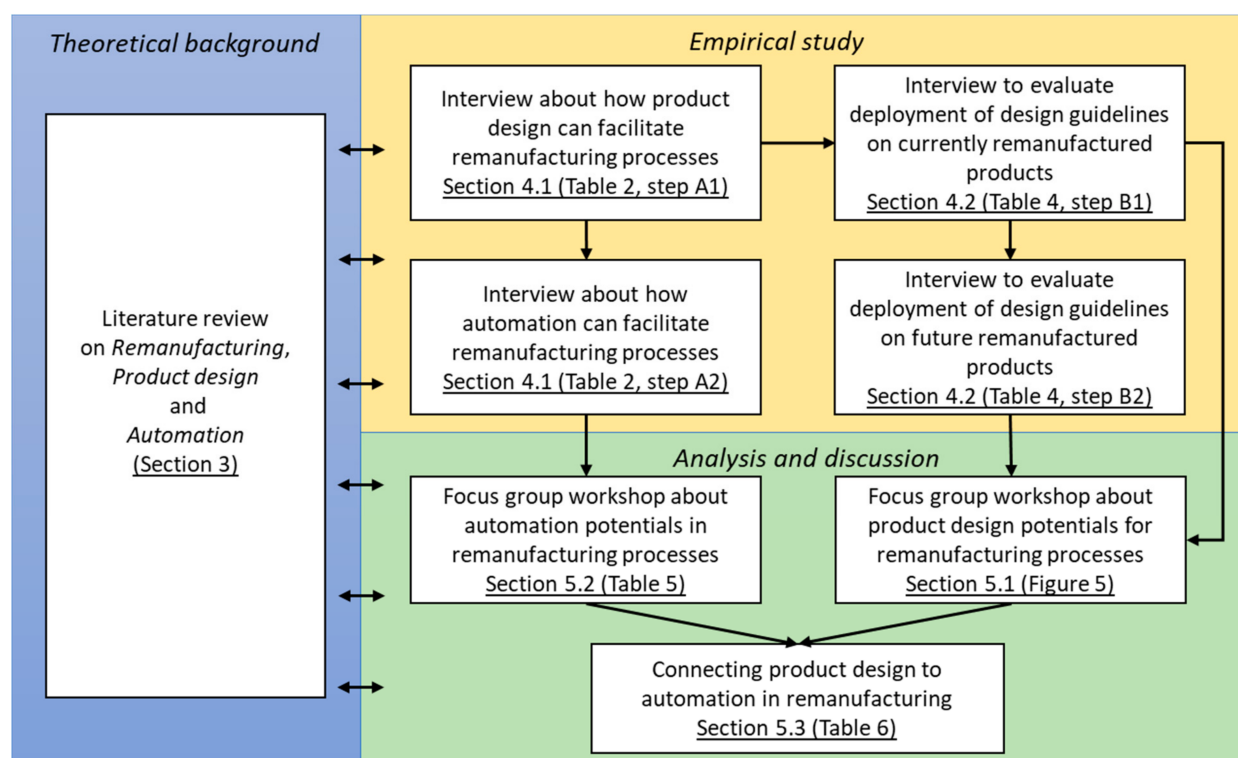 Theoretical background
Literature review
on Remanufacturing,
Product design
and
Automation
(Section 3)
Empirical study
Interview about how product
design can facilitate
remanufacturing processes
Section 4.1 (Table 2, step A1)
Interview to evaluate
deployment of design guidelines
on currently remanufactured
products
Section 4.2 (Table 4, step B1)
Interview about how
automation can facilitate
remanufacturing processes
Section 4.1 (Table 2, step A2)
Interview to evaluate
deployment of design guidelines
on future remanufactured
products
Section 4.2 (Table 4, step B2)
Analysis and discussion
Focus group workshop about
automation potentials in
remanufacturing processes
Section 5.2 (Table 5)
Focus group workshop about
product design potentials for
remanufacturing processes
Section 5.1 (Figure 5)
Connecting product design to
automation in remanufacturing
Section 5.3 (Table 6)